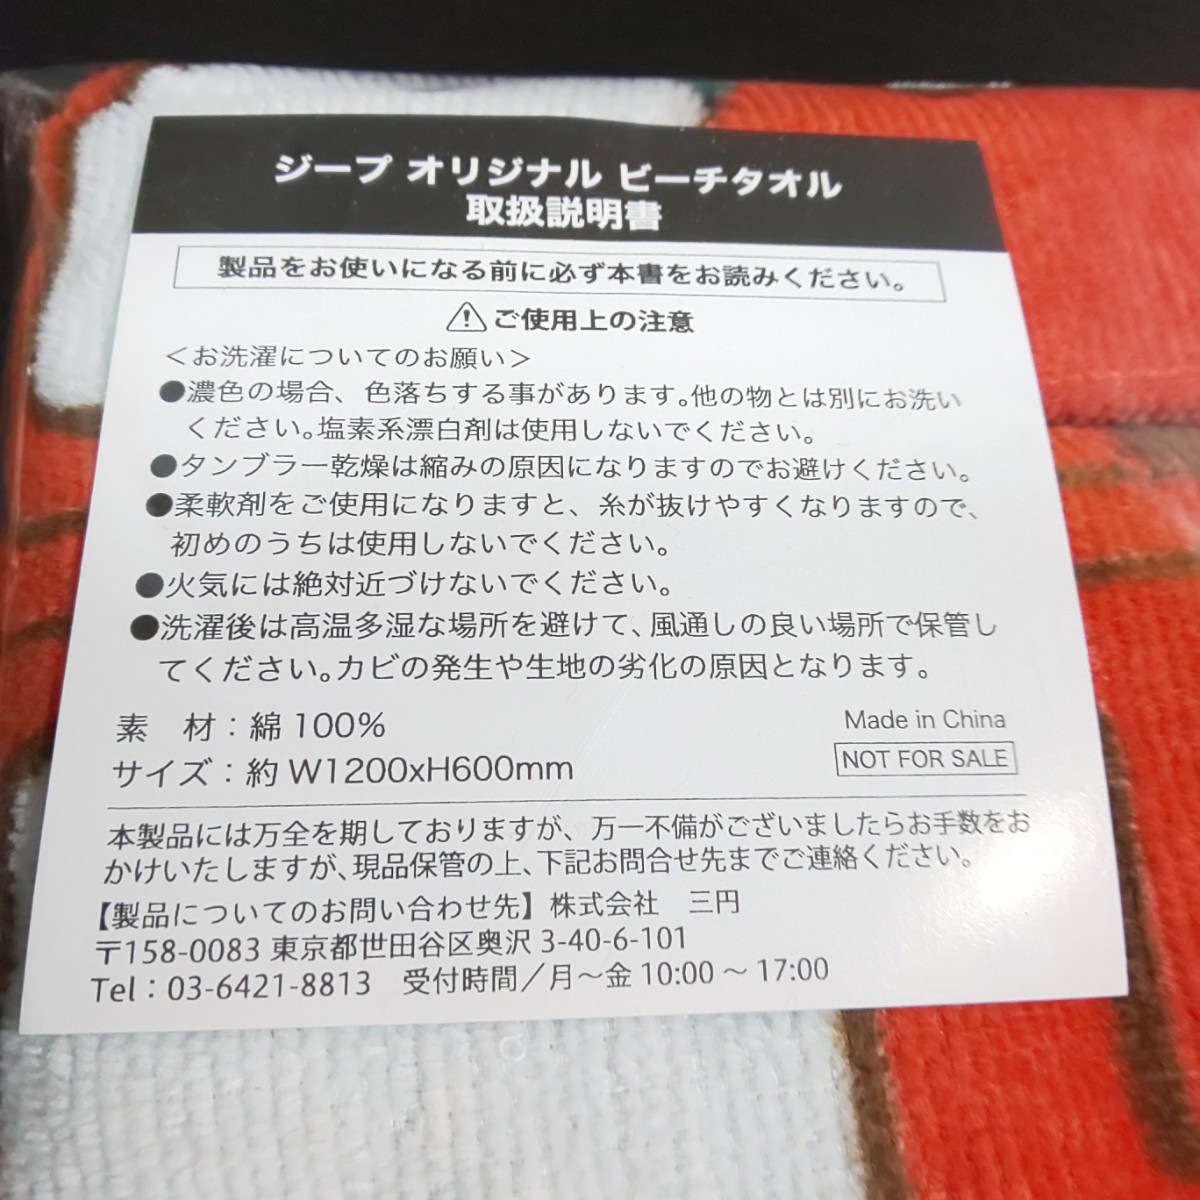 ジープ オリジナル ビーチタオル
取扱説明書
製品をお使いになる前に必ず本書をお読みください。
⚠ご使用上の注意
＜お洗濯についてのお願い＞
●濃色の場合、色落ちする事があります。他の物とは別にお洗い
ください。塩素系漂白剤は使用しないでください。
●タンブラー乾燥は縮みの原因になりますのでお避けください。
●柔軟剤をご使用になりますと、糸が抜けやすくなりますので、
初めのうちは使用しないでください。
●火気には絶対近づけないでください。
●洗濯後は高温多湿な場所を避けて、風通しの良い場所で保管し
てください。カビの発生や生地の劣化の原因となります。
素　材：綿 100%
サイズ：約 W1200xH600mm
Made in China
NOT FOR SALE
本製品には万全を期しておりますが、万一不備がございましたらお手数をお
かけいたしますが、現品保管の上、下記お問合せ先までご連絡ください。
【製品についてのお問い合わせ先】株式会社　三円
〒158-0083 東京都世田谷区奥沢 3-40-6-101
Tel：03-6421-8813　受付時間／月～金 10:00 ～ 17:00